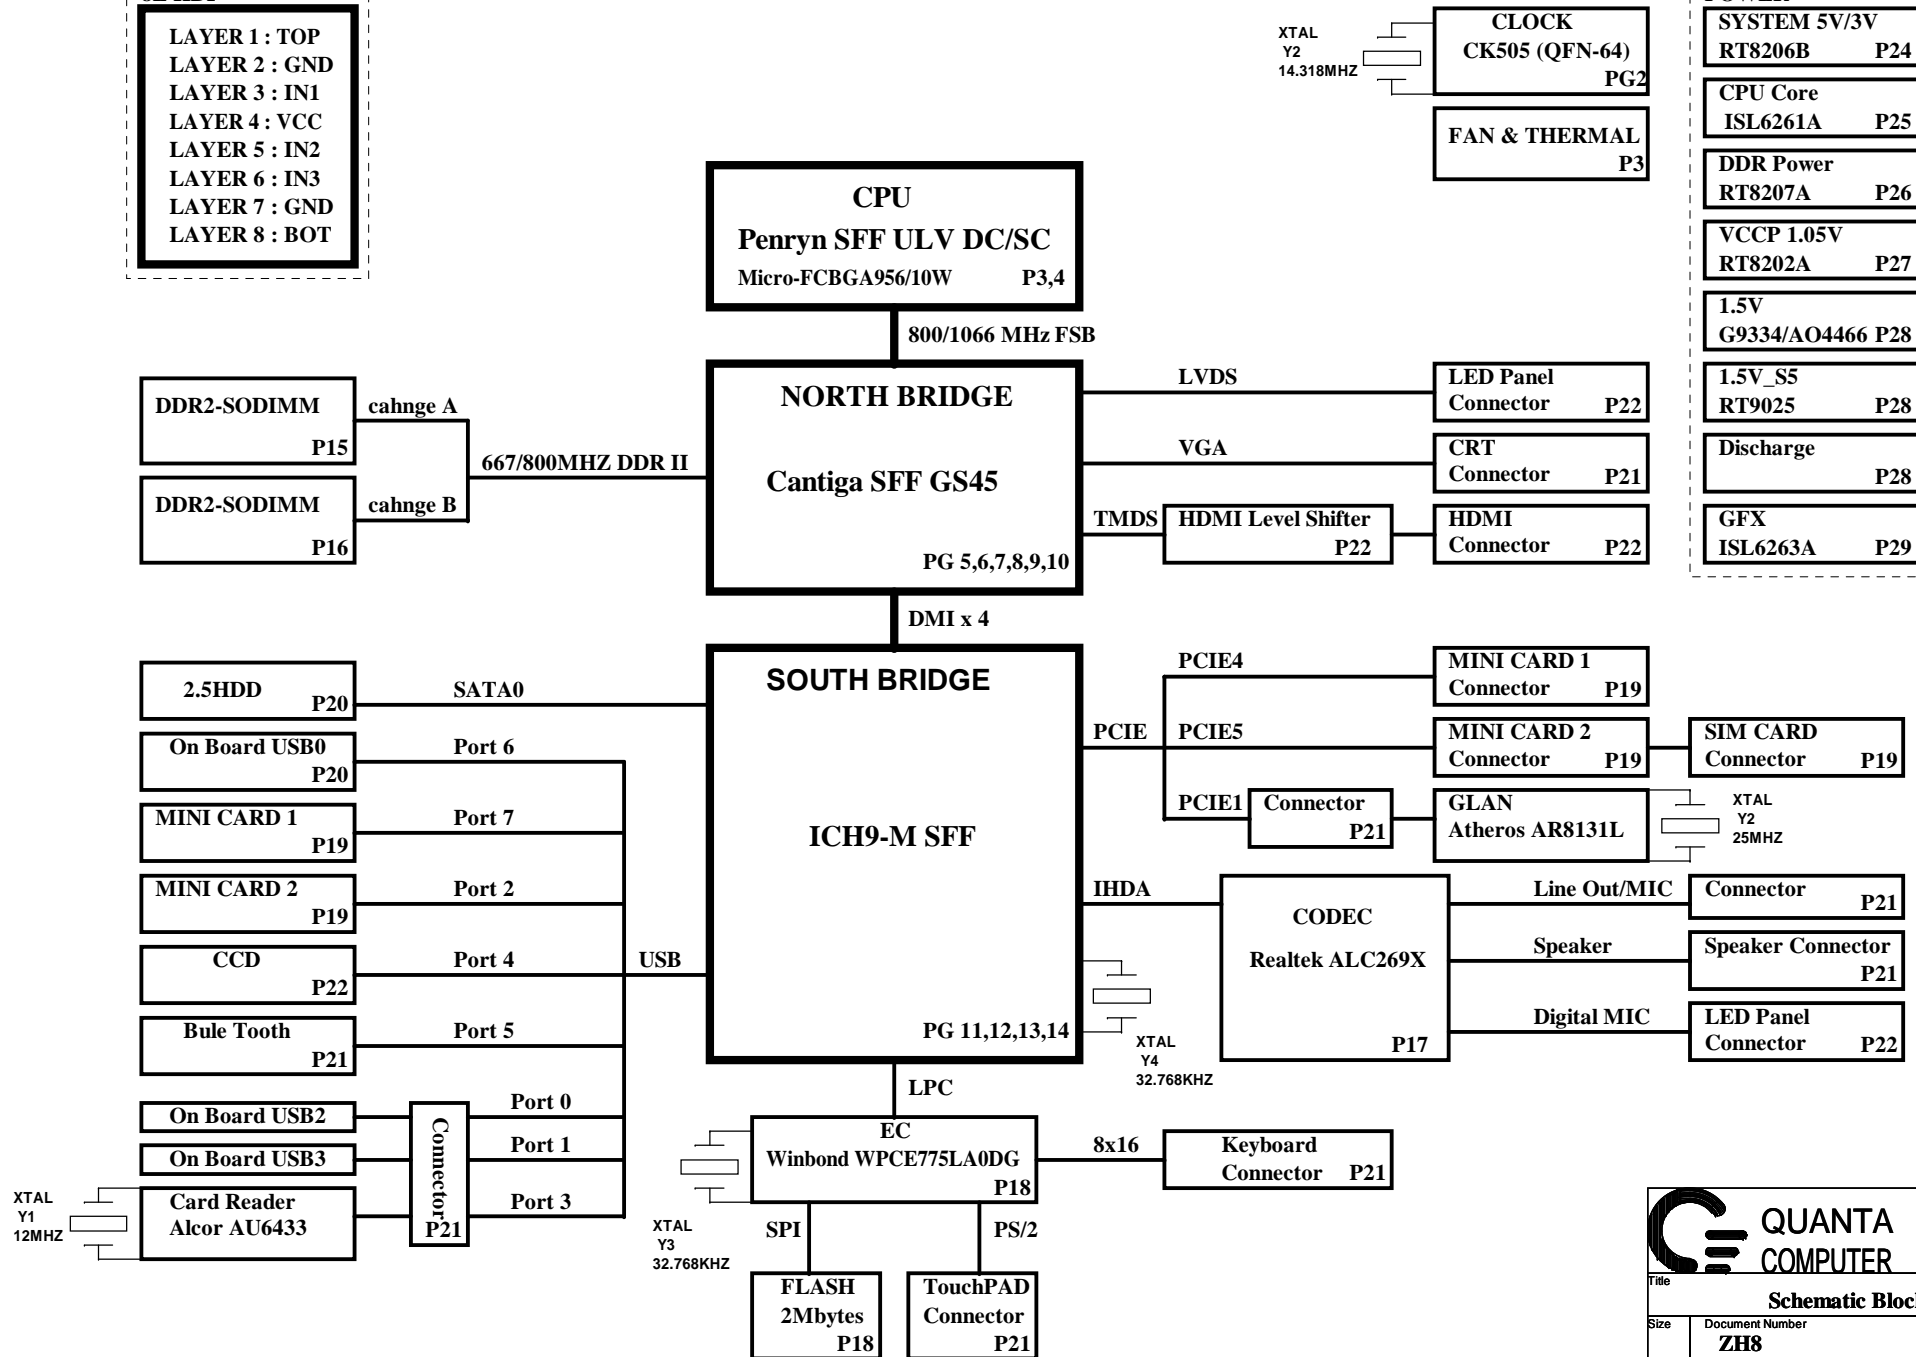 LAYER 1 : TOP
LAYER 2 : GND
LAYER 3 : IN1
LAYER 4 : VCC
LAYER 5 : IN2
LAYER 6 : IN3
LAYER 7 : GND
LAYER 8 : BOT
XTAL
Y2
14.318MHZ
CLOCK
CK505 (QFN-64)
PG2
FAN & THERMAL
P3
POWER
SYSTEM 5V/3V
RT8206B P24
CPU Core
ISL6261A P25
DDR Power
RT8207A P26
VCCP 1.05V
RT8202A P27
1.5V
G9334/AO4466 P28
1.5V_S5
RT9025 P28
Discharge
P28
GFX
ISL6263A P29
CPU
Penryn SFF ULV DC/SC
Micro-FCBGA956/10W P3,4
800/1066 MHz FSB
DDR2-SODIMM
P15
cahnge A
DDR2-SODIMM
P16
cahnge B
667/800MHZ DDR II
NORTH BRIDGE
Cantiga SFF GS45
PG 5,6,7,8,9,10
LVDS
LED Panel
Connector P22
VGA
CRT
Connector P21
TMDS
HDMI Level Shifter
P22
HDMI
Connector P22
DMI x 4
SOUTH BRIDGE
ICH9-M SFF
PG 11,12,13,14
2.5HDD
P20
SATA0
On Board USB0
P20
Port 6
MINI CARD 1
P19
Port 7
MINI CARD 2
P19
Port 2
CCD
P22
Port 4
USB
Bule Tooth
P21
Port 5
On Board USB2
Port 0
On Board USB3
Port 1
Connector
P21
XTAL
Y1
12MHZ
Card Reader
Alcor AU6433
Port 3
PCIE
PCIE4
MINI CARD 1
Connector P19
PCIE5
MINI CARD 2
Connector P19
SIM CARD
Connector P19
PCIE1
Connector
P21
GLAN
Atheros AR8131L
XTAL
Y2
25MHZ
IHDA
CODEC
Realtek ALC269X
P17
Line Out/MIC
Connector
P21
Speaker
Speaker Connector
P21
Digital MIC
LED Panel
Connector P22
XTAL
Y4
32.768KHZ
LPC
EC
Winbond WPCE775LA0DG
P18
XTAL
Y3
32.768KHZ
8x16
Keyboard
Connector P21
SPI
PS/2
FLASH
2Mbytes
P18
TouchPAD
Connector
P21
QUANTA
COMPUTER
Title
Schematic Bloc
Size
Document Number
ZH8